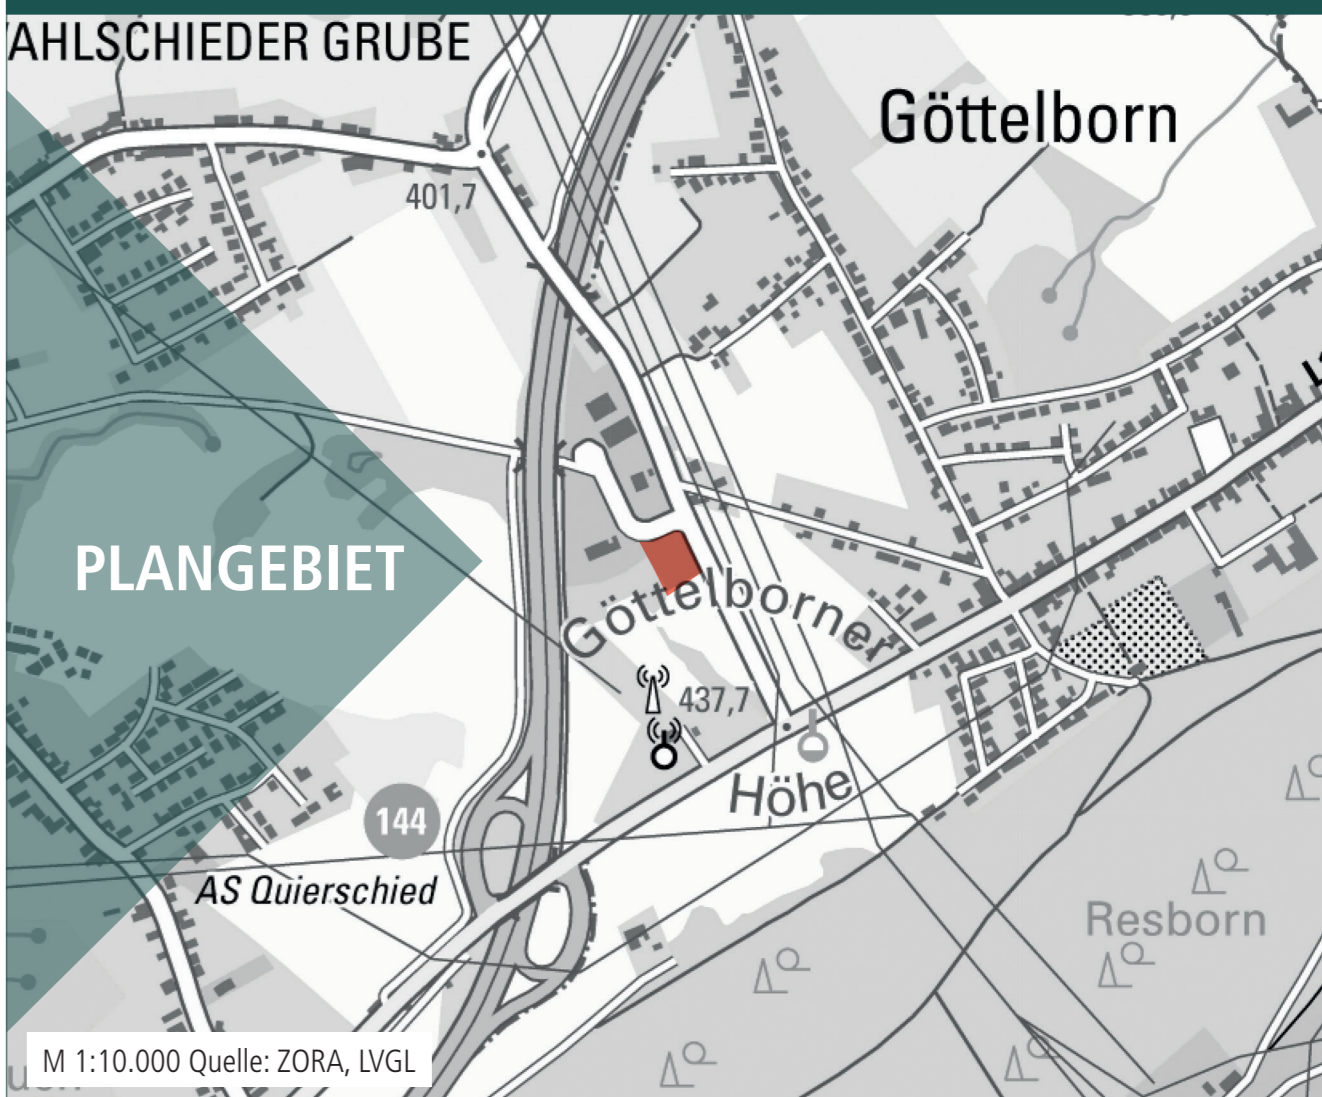 AHLSCHIEDER GRUBE
Göttelborn
401,7
PLANGEBIET
Göttelborner
437,7
Höhe
144
AS Quierschied
Resborn
M 1:10.000 Quelle: ZORA, LVGL